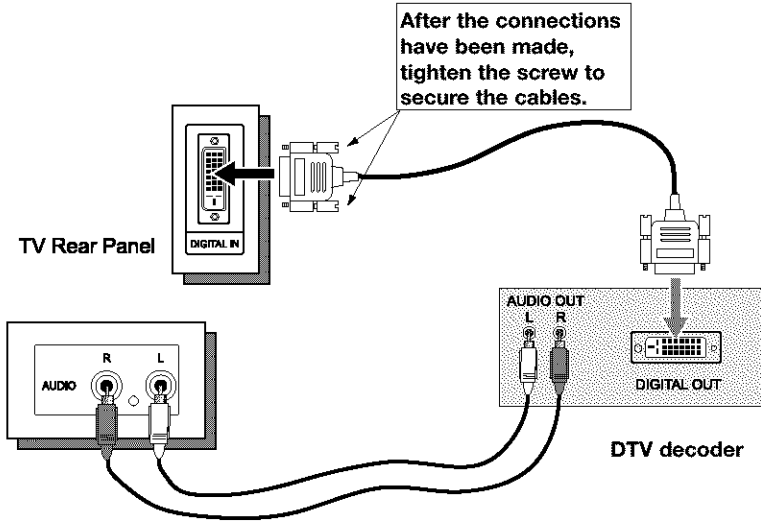 After the connections
have been made,
tighten the screw to
secure the cables.
TV Rear Panel
DIGITAL IN
AUDIO OUT
L R
R L
AUDIO
DIGITAL OUT
DTV decoder